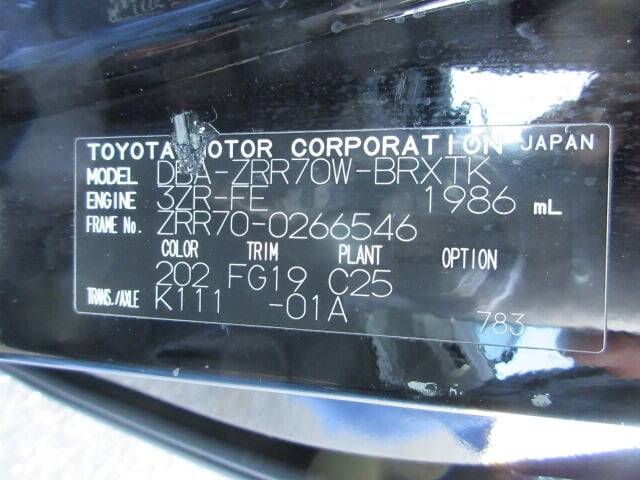 TOYOTA MOTOR CORPORATION JAPAN
MODEL DBA-ZRR70W-BRXTK
ENGINE 3ZR-FE 1986 mL
FRAME No. ZRR70-0266546
COLOR TRIM PLANT OPTION
202 FG19 C25
TRANS./AXLE K111 -01A
783